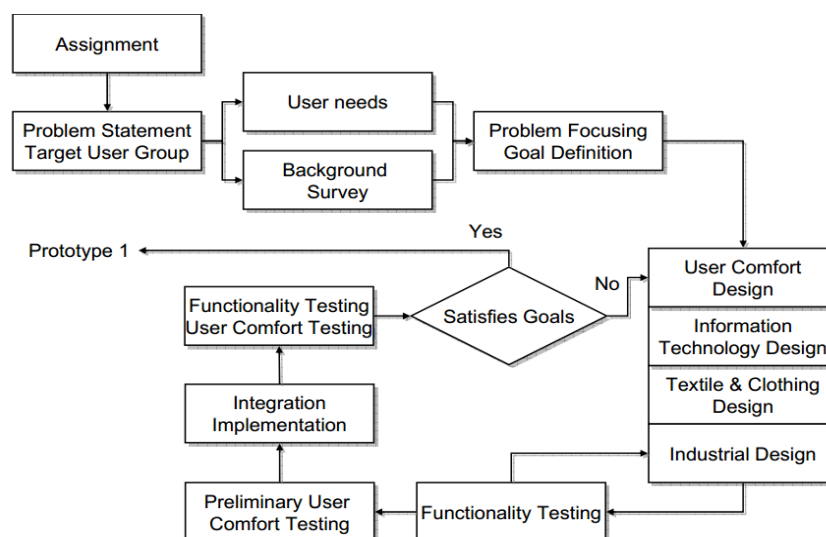 Assignment
Problem Statement
Target User Group
User needs
Background
Survey
Problem Focusing
Goal Definition
Yes
Prototype 1
No
User Comfort
Design
Functionality Testing
User Comfort Testing
Satisfies Goals
Information
Technology Design
Textile & Clothing
Design
Integration
Implementation
Industrial Design
Preliminary User
Comfort Testing
Functionality Testing